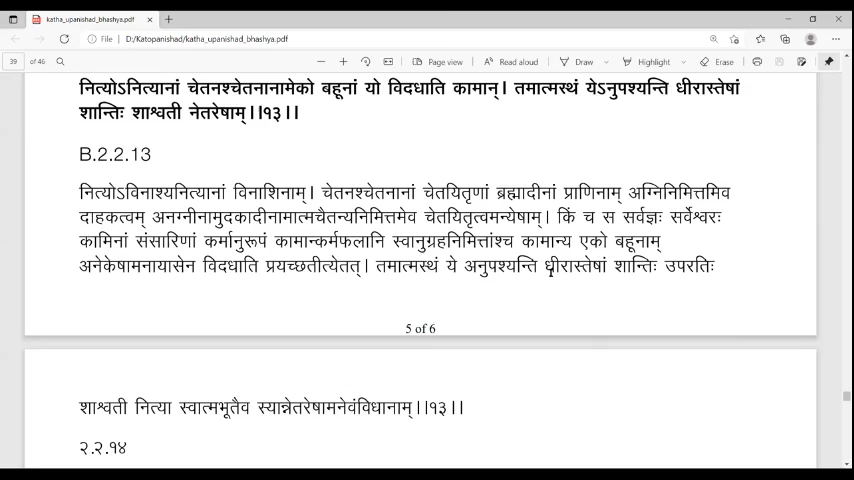 katha_upanishad_bhashya.pdf
File D:/Katopanishad/katha_upanishad_bhashya.pdf
39 of 46 Page view Read aloud Draw Highlight Erase
नित्योऽनित्यानां चेतनश्चेतनानामेको बहूनां यो विदधाति कामान्। तमात्मस्थं येऽनुपश्यन्ति धीरास्तेषां
शान्तिः शाश्वती नेतरेषाम्।।१३।।
B.2.2.13
नित्योऽविनाश्यनित्यानां विनाशिनाम्। चेतनश्चेतनानां चेतयितृणां ब्रह्मादीनां प्राणिनाम् अग्निनिमित्तमिव
दाहकत्वम् अनग्नीनामुदकादीनामात्मचैतन्यनिमित्तमेव चेतयितृत्वमन्येषाम्। किं च स सर्वज्ञः सर्वेश्वरः
कामिनां संसारिणां कर्मानुरूपं कामान्कर्मफलानि स्वानुग्रहनिमित्तांश्च कामान्य एको बहूनाम्
अनेकेषामनायासेन विदधाति प्रयच्छतीत्येतत्। तमात्मस्थं ये अनुपश्यन्ति धीरास्तेषां शान्तिः उपरतिः
5 of 6
शाश्वती नित्या स्वात्मभूतैव स्यान्नेतरेषामनेवंविधानाम्।।१३।।
२.२.१४